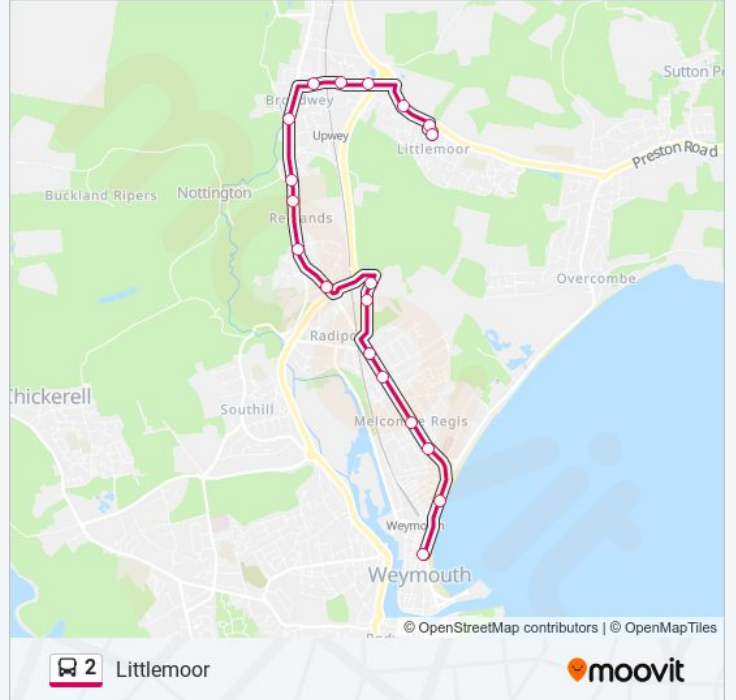 Sutton Po
Broadwey
Upwey
Littlemoor
Preston Road
Buckland Ripers
Nottington
Redlands
Overcombe
Radipo
Chickerell
Southill
Melcombe Regis
Weymouth
Weymouth
© OpenStreetMap contributors | © OpenMapTiles
2 Littlemoor
moovit